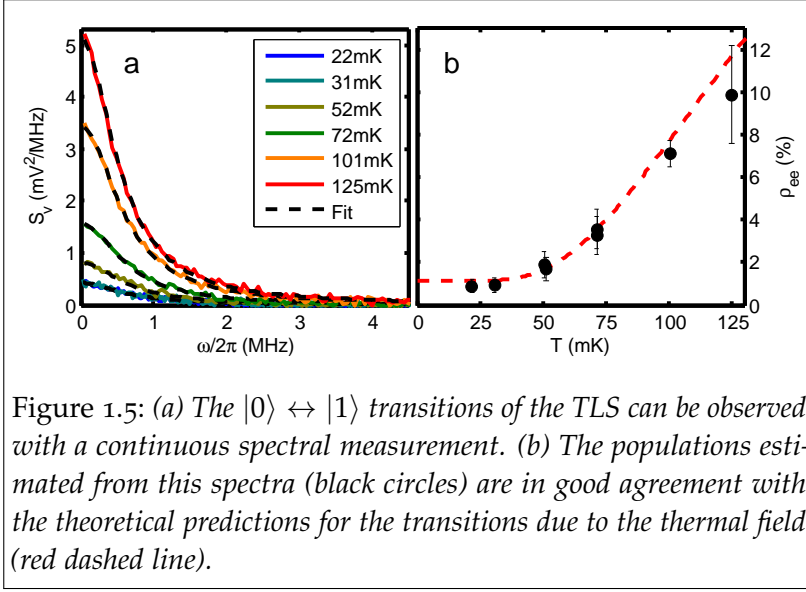 a
S_v (mV²/MHz)
5
4
3
2
1
0
0 1 2 3 4
ω/2π (MHz)
22mK
31mK
52mK
72mK
101mK
125mK
Fit
b
12
10
8
6
4
2
0
ρ_ee (%)
0 25 50 75 100 125
T (mK)
Figure 1.5: (a) The |0⟩ ↔ |1⟩ transitions of the TLS can be observed
with a continuous spectral measurement. (b) The populations esti-
mated from this spectra (black circles) are in good agreement with
the theoretical predictions for the transitions due to the thermal field
(red dashed line).